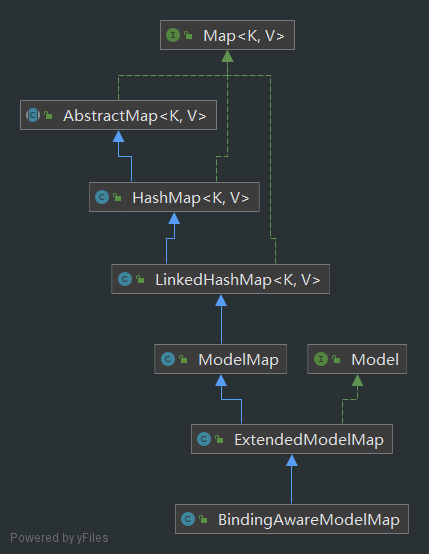 Map<K, V>
AbstractMap<K, V>
HashMap<K, V>
LinkedHashMap<K, V>
ModelMap
Model
ExtendedModelMap
BindingAwareModelMap
Powered by yFiles